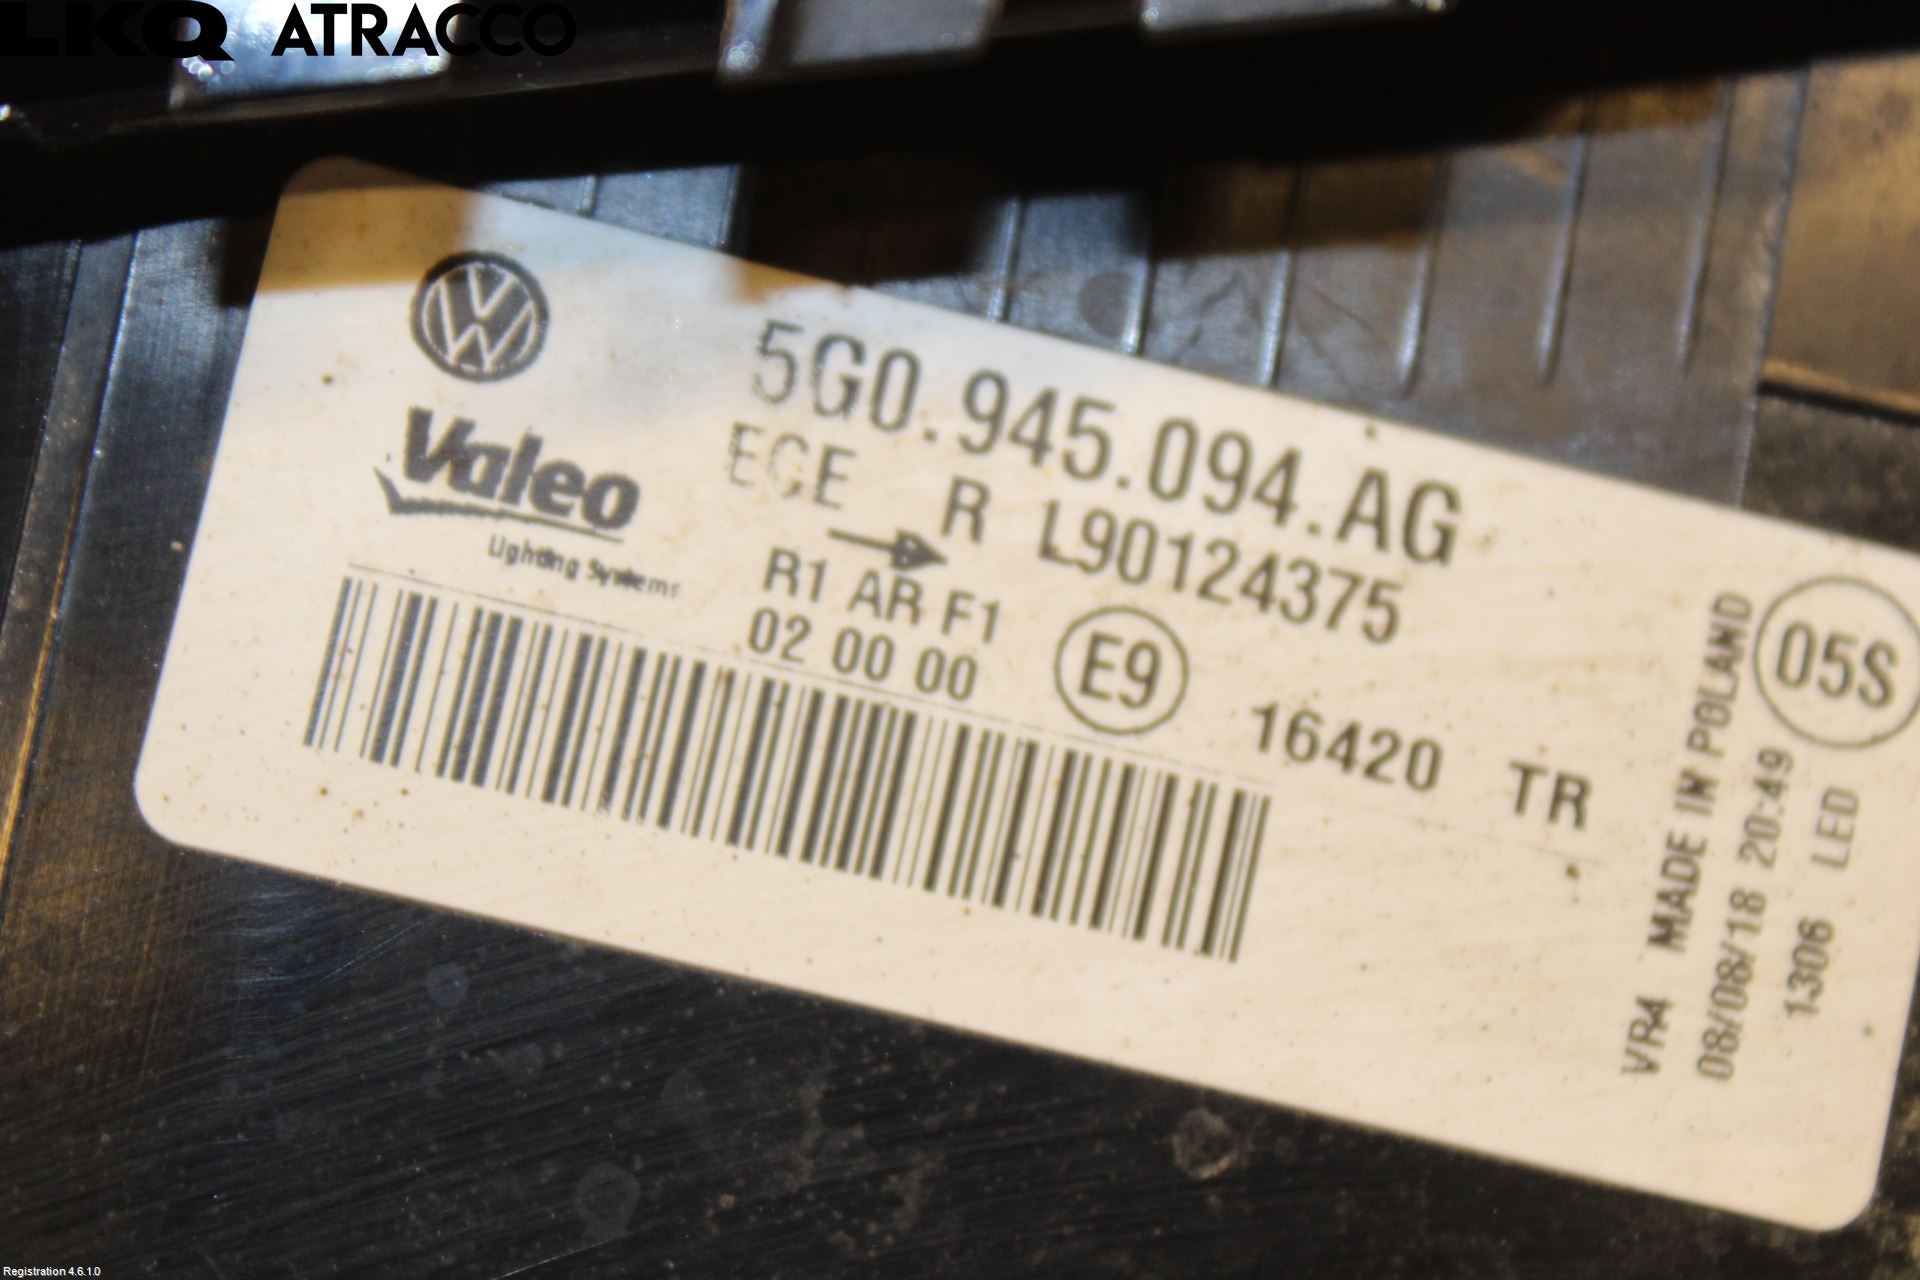 LKQ ATRACCO
VW
Valeo
Lighting Systems
5G0.945.094.AG
ECE R L90124375
R1 AR F1
02 00 00
E9
16420 TR
05S
VR4 MADE IN POLAND
08/08/18 20:49
1306 LED
Registration 4.6.1.0